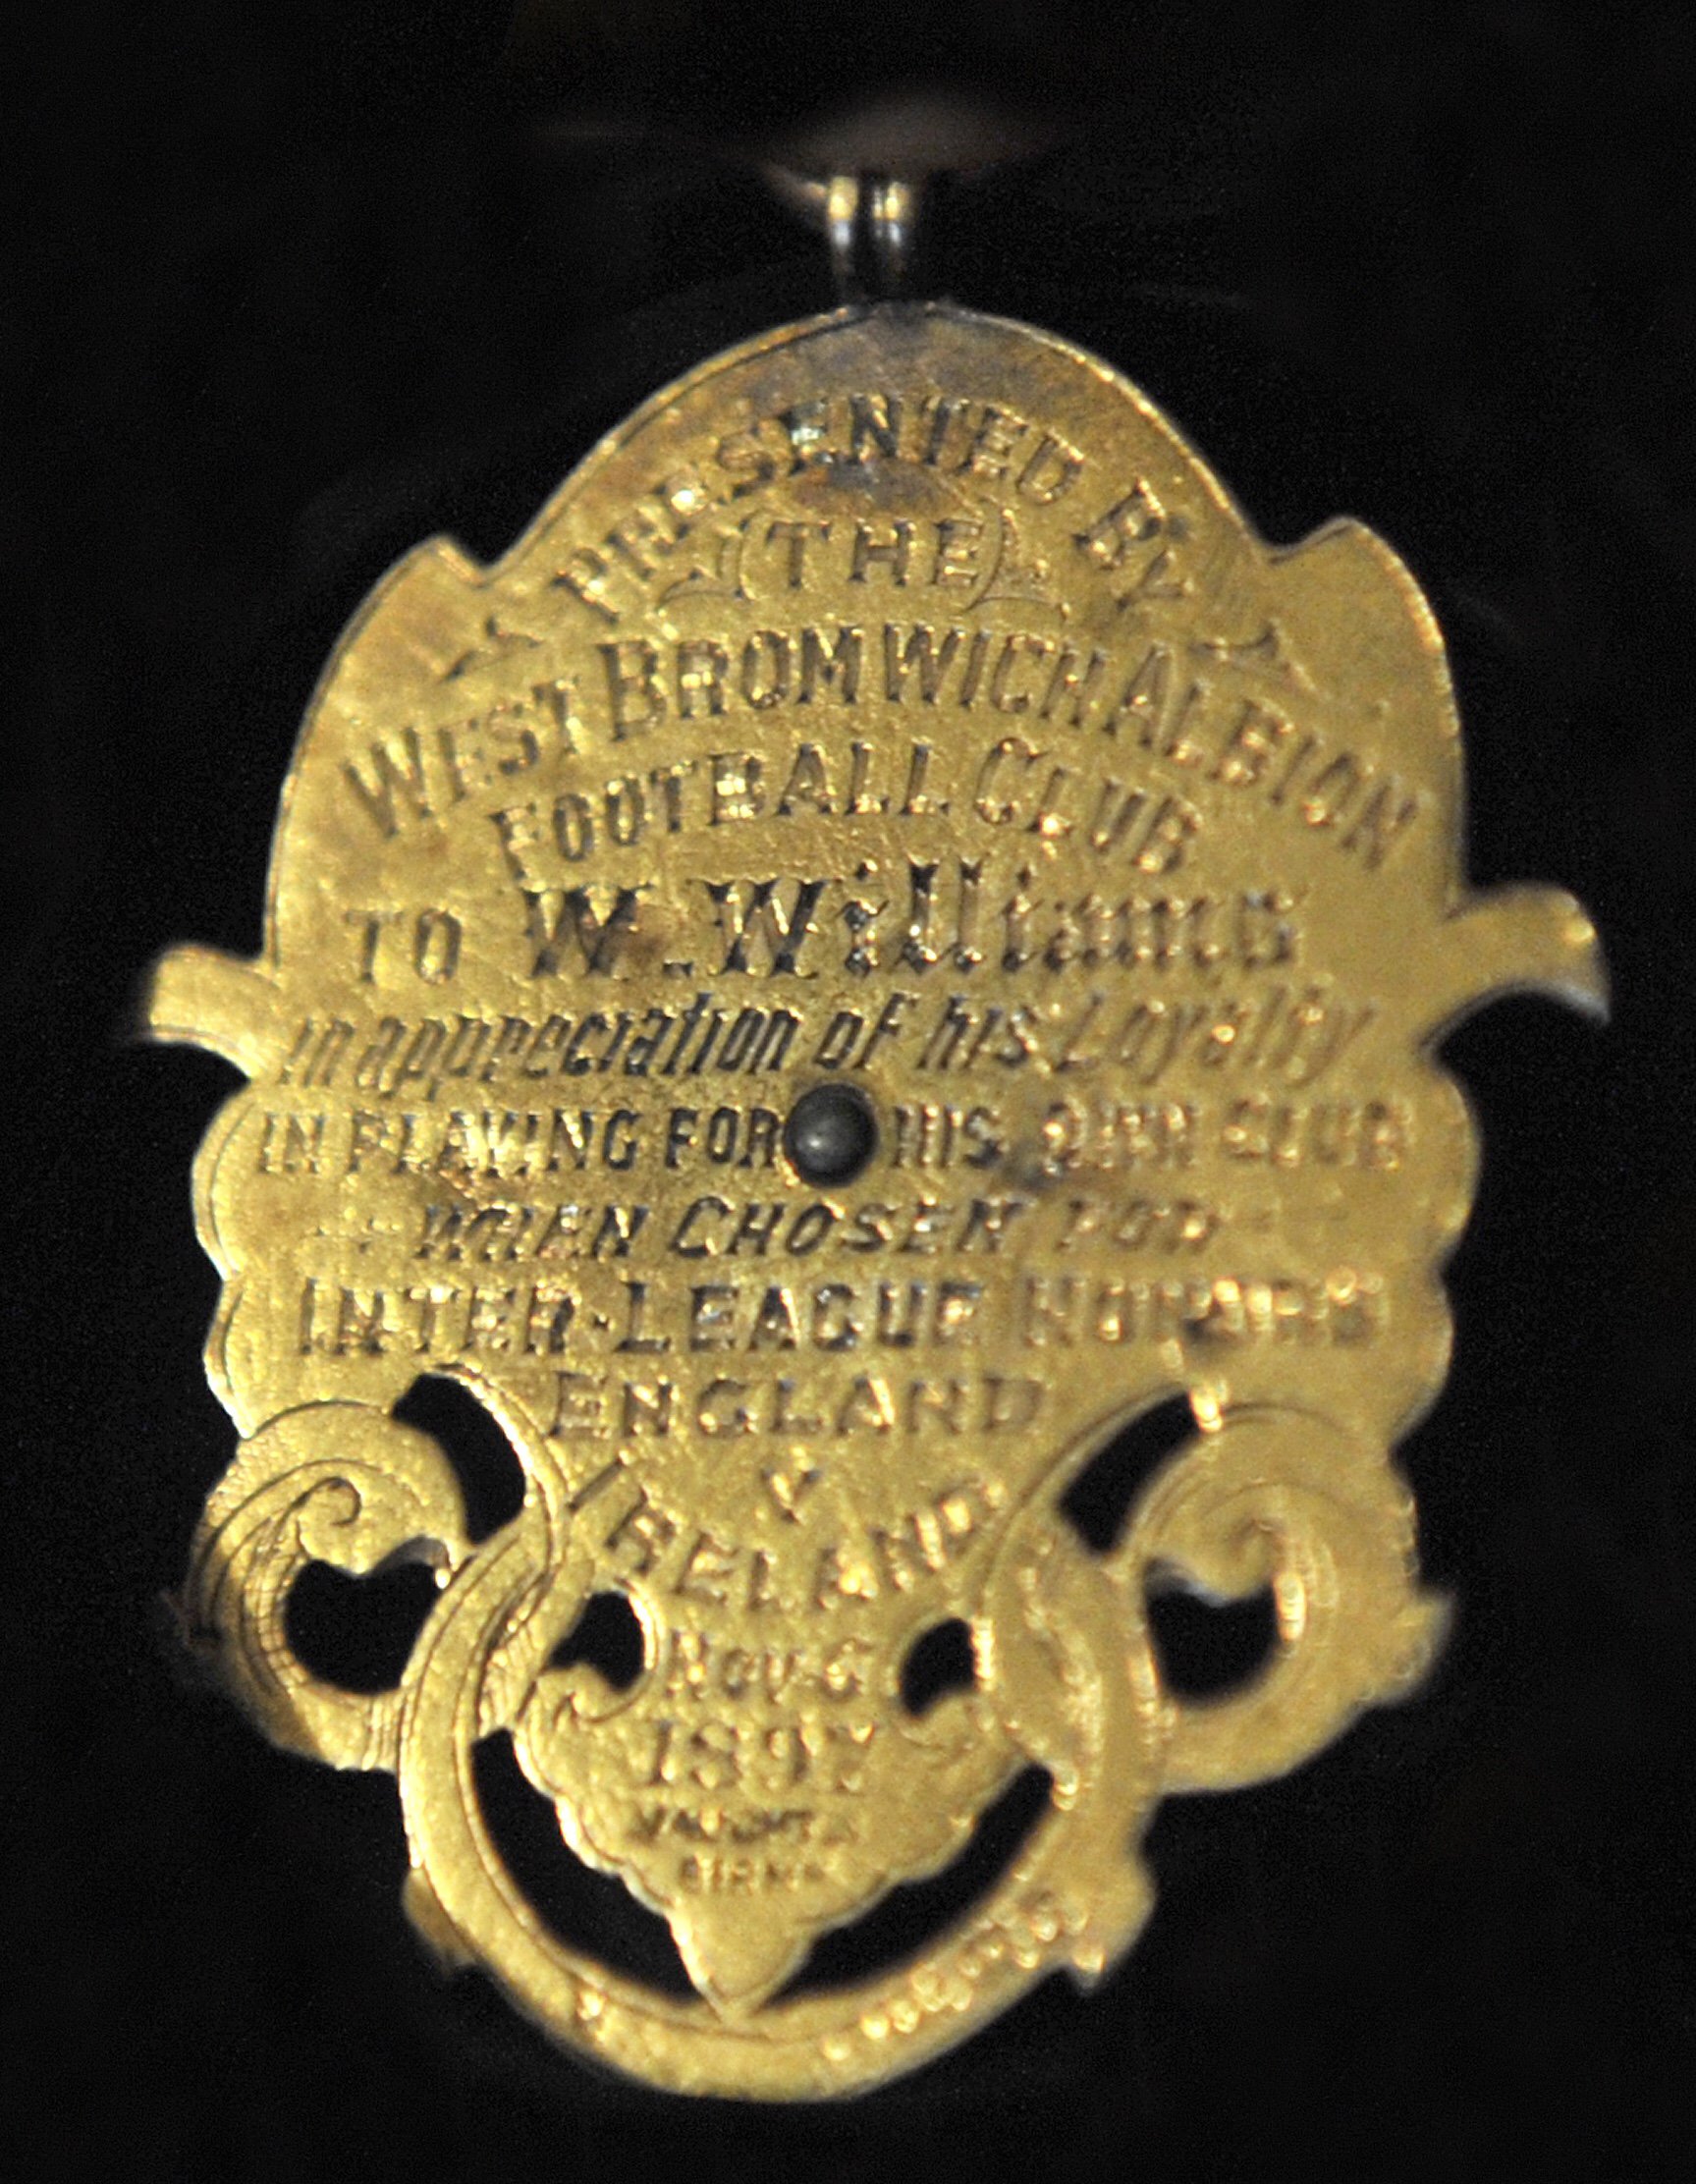 PRESENTED BY
(THE)
WEST BROMWICH ALBION
FOOTBALL CLUB
TO W. Williams
in appreciation of his Loyalty
IN PLAYING FOR HIS OWN CLUB
WHEN CHOSEN FOR
INTER-LEAGUE HONORS
ENGLAND
V
IRELAND
NOV. 6
1897